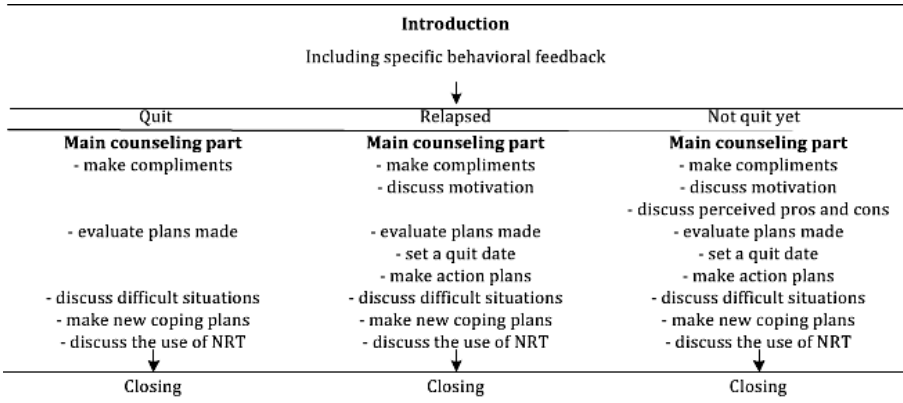 Introduction
Including specific behavioral feedback
Quit Relapsed Not quit yet
Main counseling part Main counseling part Main counseling part
- make compliments - make compliments - make compliments
- discuss motivation - discuss motivation
- discuss perceived pros and cons
- evaluate plans made - evaluate plans made - evaluate plans made
- set a quit date - set a quit date
- make action plans - make action plans
- discuss difficult situations - discuss difficult situations - discuss difficult situations
- make new coping plans - make new coping plans - make new coping plans
- discuss the use of NRT - discuss the use of NRT - discuss the use of NRT
Closing Closing Closing